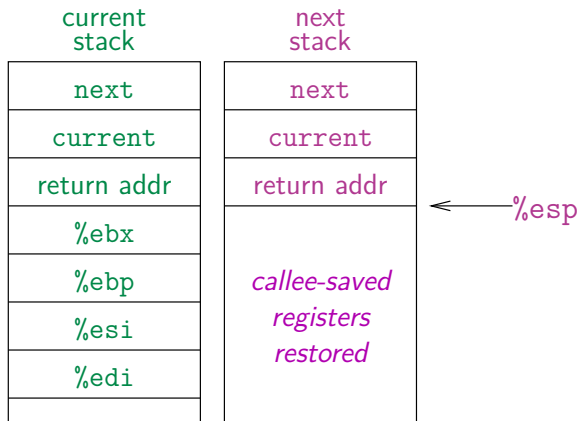 current
stack
next
current
return addr
%ebx
%ebp
%esi
%edi
next
stack
next
current
return addr
callee-saved
registers
restored
%esp